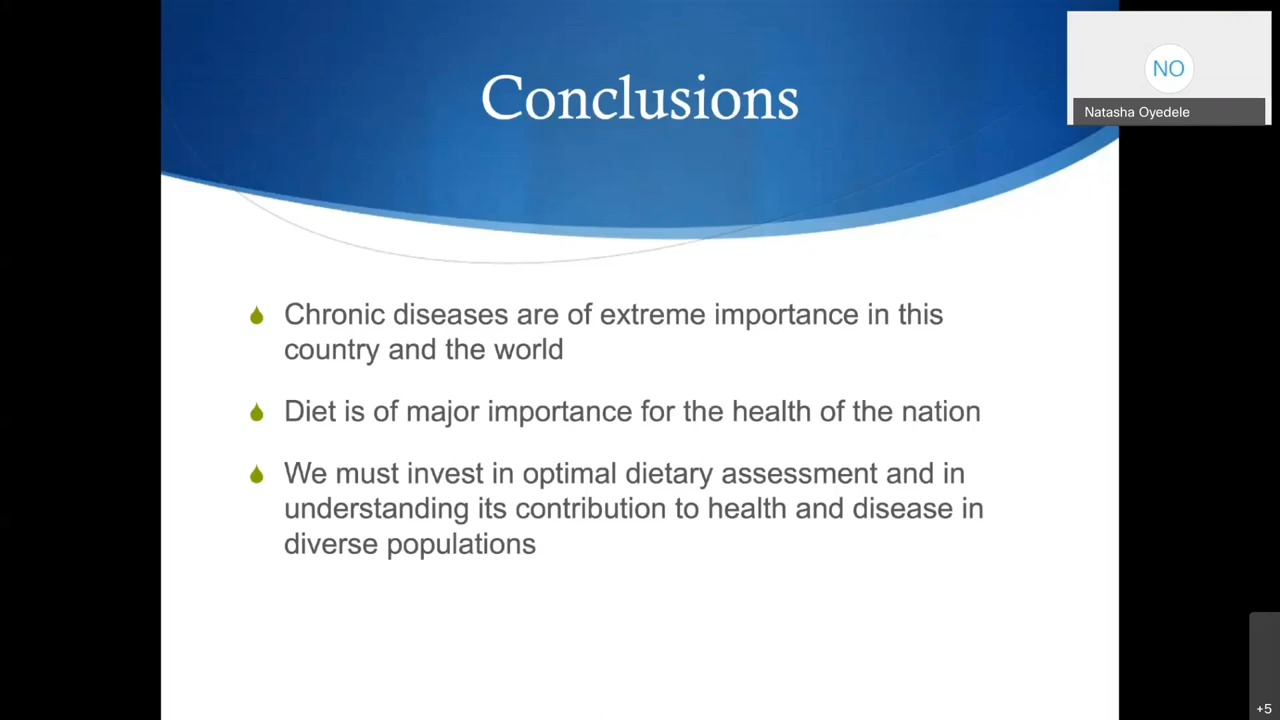 Conclusions
NO
Natasha Oyedele
Chronic diseases are of extreme importance in this
country and the world
Diet is of major importance for the health of the nation
We must invest in optimal dietary assessment and in
understanding its contribution to health and disease in
diverse populations
+5